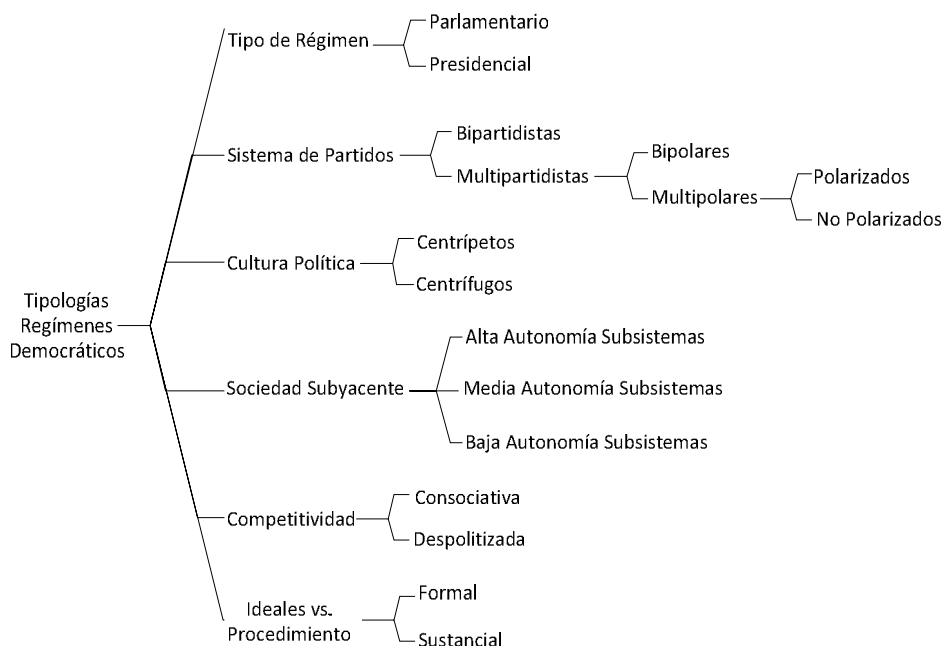 Parlamentario
Tipo de Régimen
Presidencial
Bipartidistas
Sistema de Partidos
Bipolares
Multipartidistas
Polarizados
Multipolares
No Polarizados
Centrípetos
Cultura Política
Centrífugos
Tipologías
Regímenes
Democráticos
Alta Autonomía Subsistemas
Sociedad Subyacente
Media Autonomía Subsistemas
Baja Autonomía Subsistemas
Consociativa
Competitividad
Despolitizada
Formal
Ideales vs.
Procedimiento
Sustancial